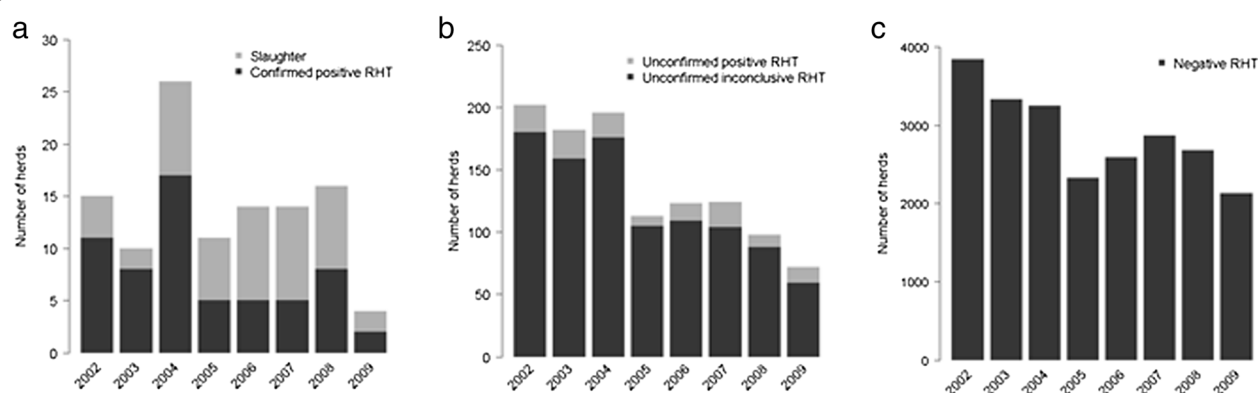 a
Number of herds
30
25
20
15
10
5
0
Slaughter
Confirmed positive RHT
2002 2003 2004 2005 2006 2007 2008 2009
b
Number of herds
250
200
150
100
50
0
Unconfirmed positive RHT
Unconfirmed inconclusive RHT
2002 2003 2004 2005 2006 2007 2008 2009
c
Number of herds
4000
3000
2000
1000
0
Negative RHT
2002 2003 2004 2005 2006 2007 2008 2009